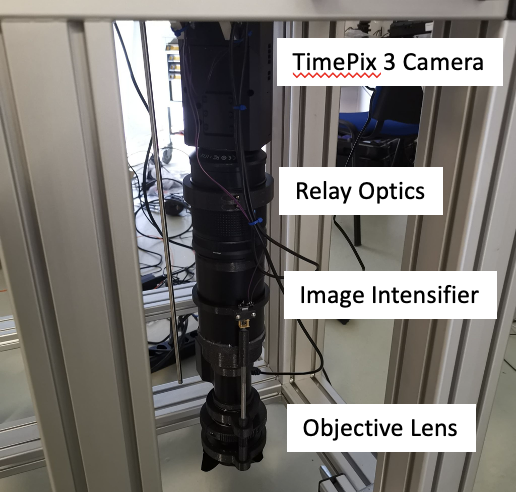 TimePix 3 Camera
Relay Optics
Image Intensifier
Objective Lens